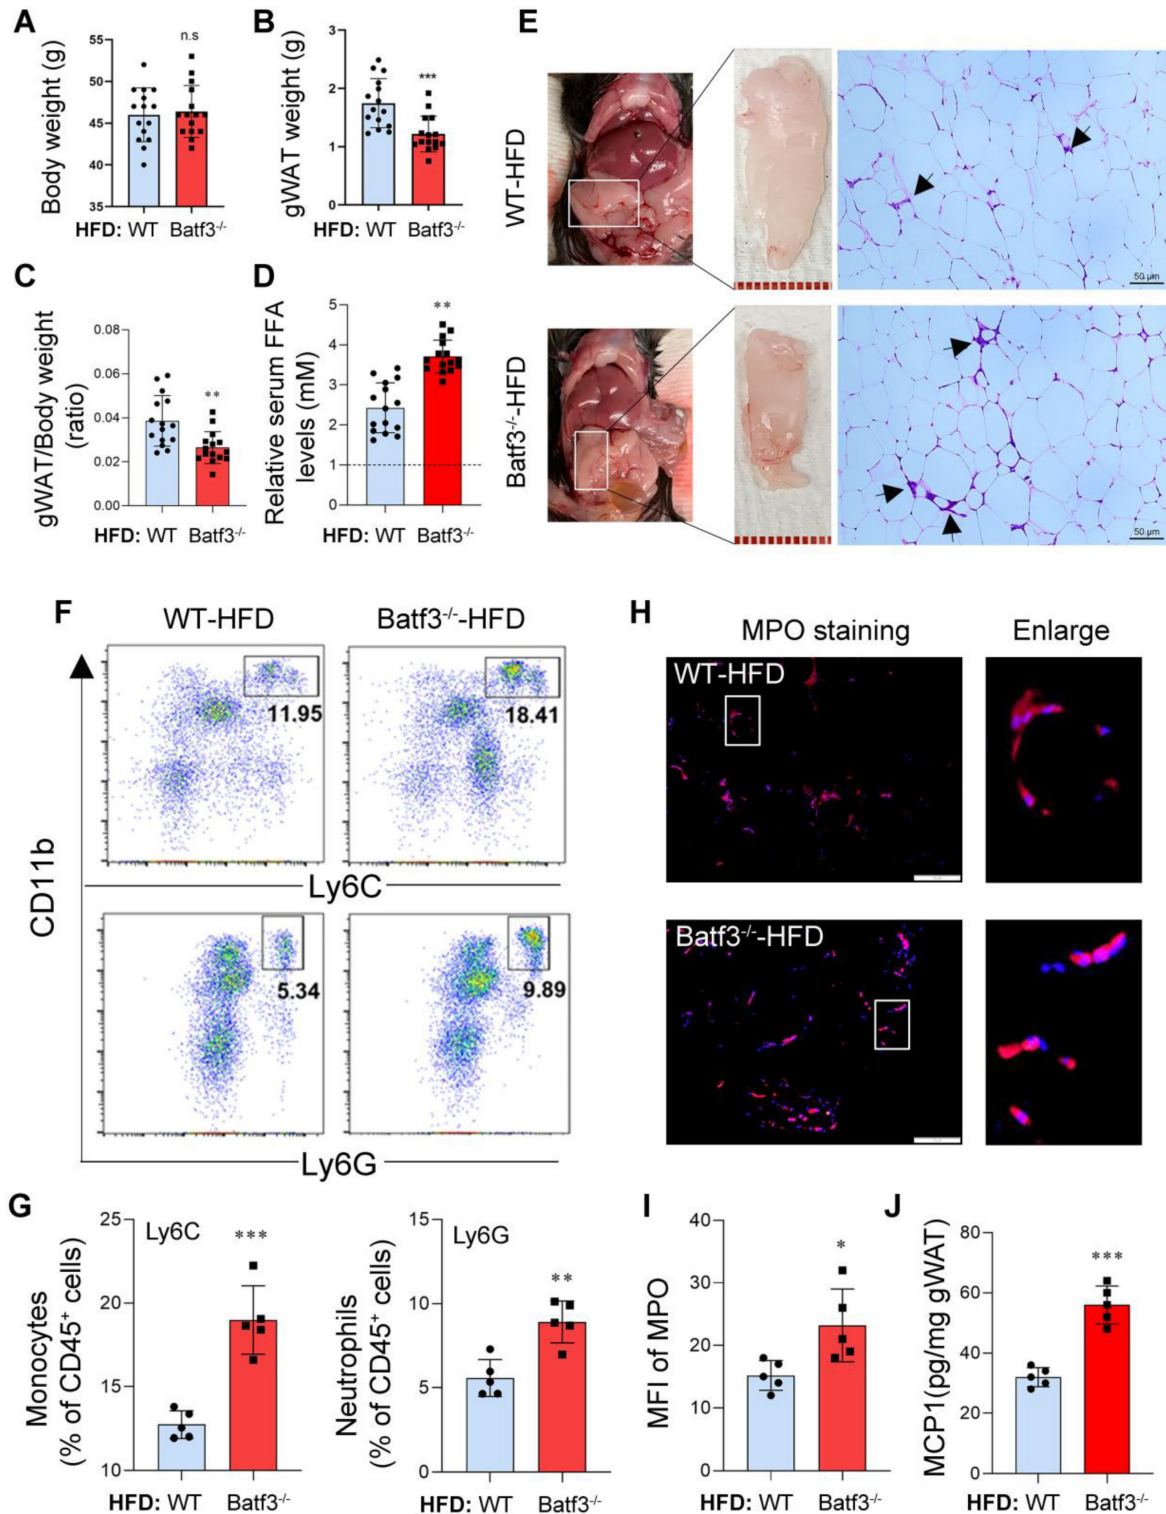 A
Body weight (g)
55
50
45
40
35
n.s
HFD: WT Batf3-/-
B
gWAT weight (g)
3
2
1
0
***
HFD: WT Batf3-/-
C
gWAT/Body weight
(ratio)
0.08
0.06
0.04
0.02
0.00
**
HFD: WT Batf3-/-
D
Relative serum FFA
levels (mM)
5
4
3
2
1
0
**
HFD: WT Batf3-/-
E
WT-HFD
50 µm
Batf3-/--HFD
50 µm
F
WT-HFD Batf3-/--HFD
11.95 18.41
CD11b
Ly6C
5.34 9.89
Ly6G
H
MPO staining Enlarge
WT-HFD
Batf3-/--HFD
G
Monocytes
(% of CD45+ cells)
25
20
15
10
Ly6C
***
HFD: WT Batf3-/-
Neutrophils
(% of CD45+ cells)
15
10
5
0
Ly6G
**
HFD: WT Batf3-/-
I
MFI of MPO
40
30
20
10
0
*
HFD: WT Batf3-/-
J
MCP1(pg/mg gWAT)
80
60
40
20
0
***
HFD: WT Batf3-/-